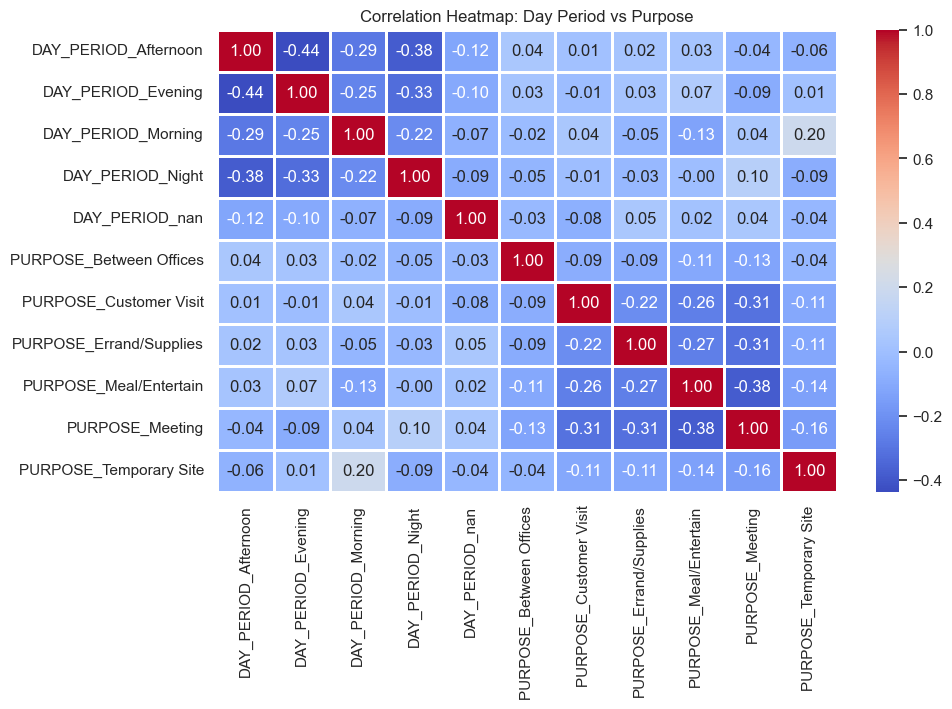 Correlation Heatmap: Day Period vs Purpose
DAY_PERIOD_Afternoon 1.00 -0.44 -0.29 -0.38 -0.12 0.04 0.01 0.02 0.03 -0.04 -0.06
DAY_PERIOD_Evening -0.44 1.00 -0.25 -0.33 -0.10 0.03 -0.01 0.03 0.07 -0.09 0.01
DAY_PERIOD_Morning -0.29 -0.25 1.00 -0.22 -0.07 -0.02 0.04 -0.05 -0.13 0.04 0.20
DAY_PERIOD_Night -0.38 -0.33 -0.22 1.00 -0.09 -0.05 -0.01 -0.03 -0.00 0.10 -0.09
DAY_PERIOD_nan -0.12 -0.10 -0.07 -0.09 1.00 -0.03 -0.08 0.05 0.02 0.04 -0.04
PURPOSE_Between Offices 0.04 0.03 -0.02 -0.05 -0.03 1.00 -0.09 -0.09 -0.11 -0.13 -0.04
PURPOSE_Customer Visit 0.01 -0.01 0.04 -0.01 -0.08 -0.09 1.00 -0.22 -0.26 -0.31 -0.11
PURPOSE_Errand/Supplies 0.02 0.03 -0.05 -0.03 0.05 -0.09 -0.22 1.00 -0.27 -0.31 -0.11
PURPOSE_Meal/Entertain 0.03 0.07 -0.13 -0.00 0.02 -0.11 -0.26 -0.27 1.00 -0.38 -0.14
PURPOSE_Meeting -0.04 -0.09 0.04 0.10 0.04 -0.13 -0.31 -0.31 -0.38 1.00 -0.16
PURPOSE_Temporary Site -0.06 0.01 0.20 -0.09 -0.04 -0.04 -0.11 -0.11 -0.14 -0.16 1.00
DAY_PERIOD_Afternoon
DAY_PERIOD_Evening
DAY_PERIOD_Morning
DAY_PERIOD_Night
DAY_PERIOD_nan
PURPOSE_Between Offices
PURPOSE_Customer Visit
PURPOSE_Errand/Supplies
PURPOSE_Meal/Entertain
PURPOSE_Meeting
PURPOSE_Temporary Site
1.0
0.8
0.6
0.4
0.2
0.0
−0.2
−0.4